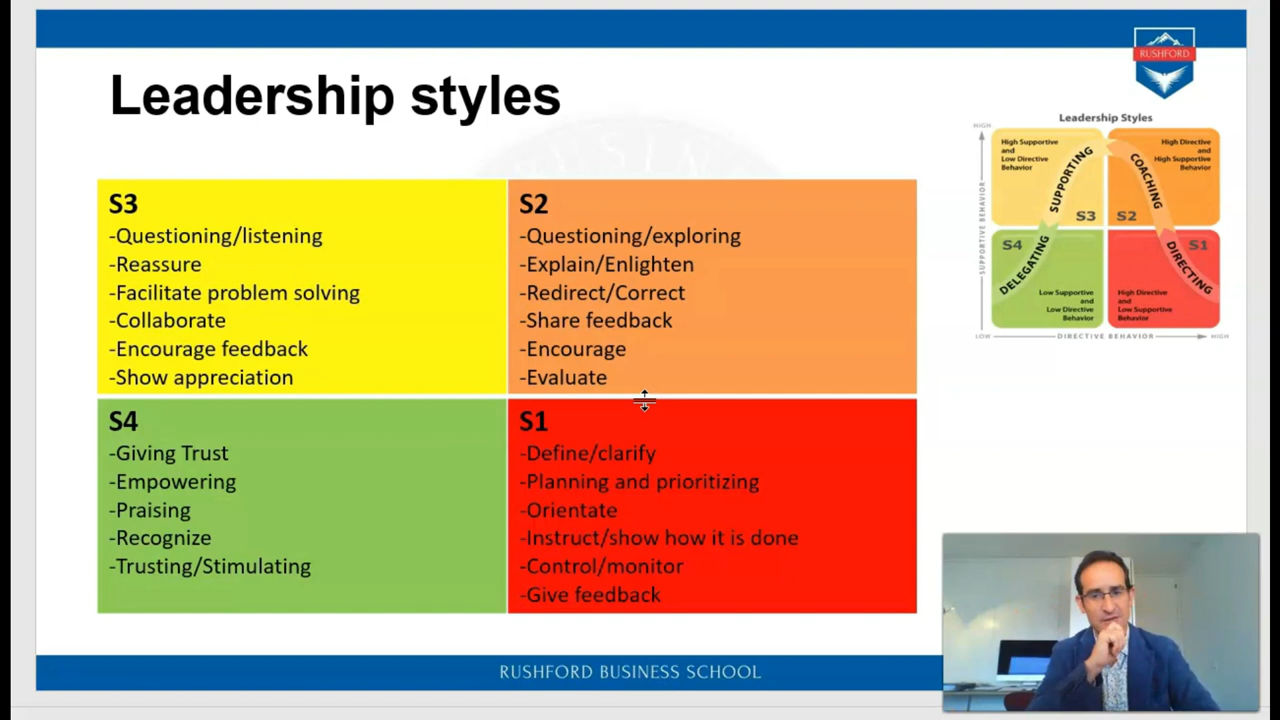 RUSHFORD
Leadership styles
S3
-Questioning/listening
-Reassure
-Facilitate problem solving
-Collaborate
-Encourage feedback
-Show appreciation
S2
-Questioning/exploring
-Explain/Enlighten
-Redirect/Correct
-Share feedback
-Encourage
-Evaluate
S4
-Giving Trust
-Empowering
-Praising
-Recognize
-Trusting/Stimulating
S1
-Define/clarify
-Planning and prioritizing
-Orientate
-Instruct/show how it is done
-Control/monitor
-Give feedback
Leadership Styles
HIGH
SUPPORTIVE BEHAVIOR
High Supportive
and
Low Directive
Behavior
SUPPORTING
S3
High Directive
and
High Supportive
Behavior
COACHING
S2
S4
DELEGATING
Low Supportive
and
Low Directive
Behavior
S1
DIRECTING
High Directive
and
Low Supportive
Behavior
LOW
DIRECTIVE BEHAVIOR
HIGH
RUSHFORD BUSINESS SCHOOL